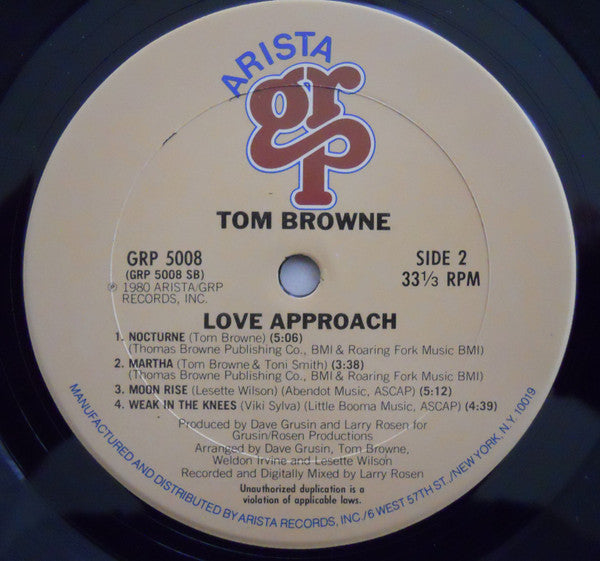 ARISTA
grp
TOM BROWNE
GRP 5008
(GRP 5008 SB)
℗ 1980 ARISTA/GRP
RECORDS, INC.
SIDE 2
33⅓ RPM
LOVE APPROACH
1. NOCTURNE (Tom Browne) (5:06)
(Thomas Browne Publishing Co., BMI & Roaring Fork Music BMI)
2. MARTHA (Tom Browne & Toni Smith) (3:38)
(Thomas Browne Publishing Co., BMI & Roaring Fork Music BMI)
3. MOON RISE (Lesette Wilson) (Abendot Music, ASCAP) (5:12)
4. WEAK IN THE KNEES (Viki Sylva) (Little Booma Music, ASCAP) (4:39)
Produced by Dave Grusin and Larry Rosen for
Grusin/Rosen Productions
Arranged by Dave Grusin, Tom Browne,
Weldon Irvine and Lesette Wilson
Recorded and Digitally Mixed by Larry Rosen
Unauthorized duplication is a
violation of applicable laws.
MANUFACTURED AND DISTRIBUTED BY ARISTA RECORDS, INC./6 WEST 57TH ST./NEW YORK, N.Y. 10019